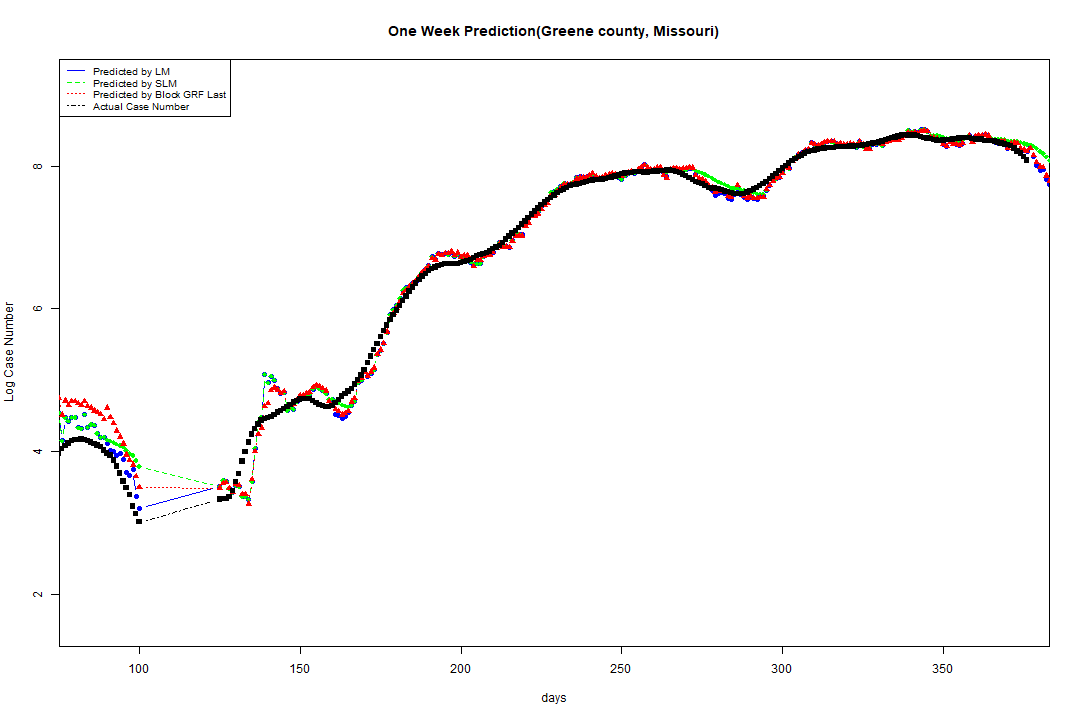 One Week Prediction(Greene county, Missouri)
Predicted by LM
Predicted by SLM
Predicted by Block GRF Last
Actual Case Number
Log Case Number
8
6
4
2
100 150 200 250 300 350
days